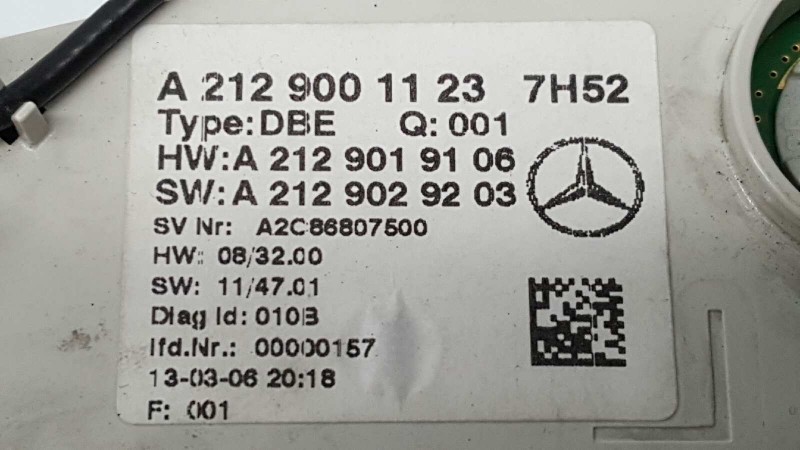 A 212 900 11 23 7H52
Type: DBE Q: 001
HW: A 212 901 91 06
SW: A 212 902 92 03
SV Nr: A2C86807500
HW: 08/32.00
SW: 11/47.01
Diag Id: 010B
lfd.Nr.: 00000157
13-03-06 20:18
F: 001